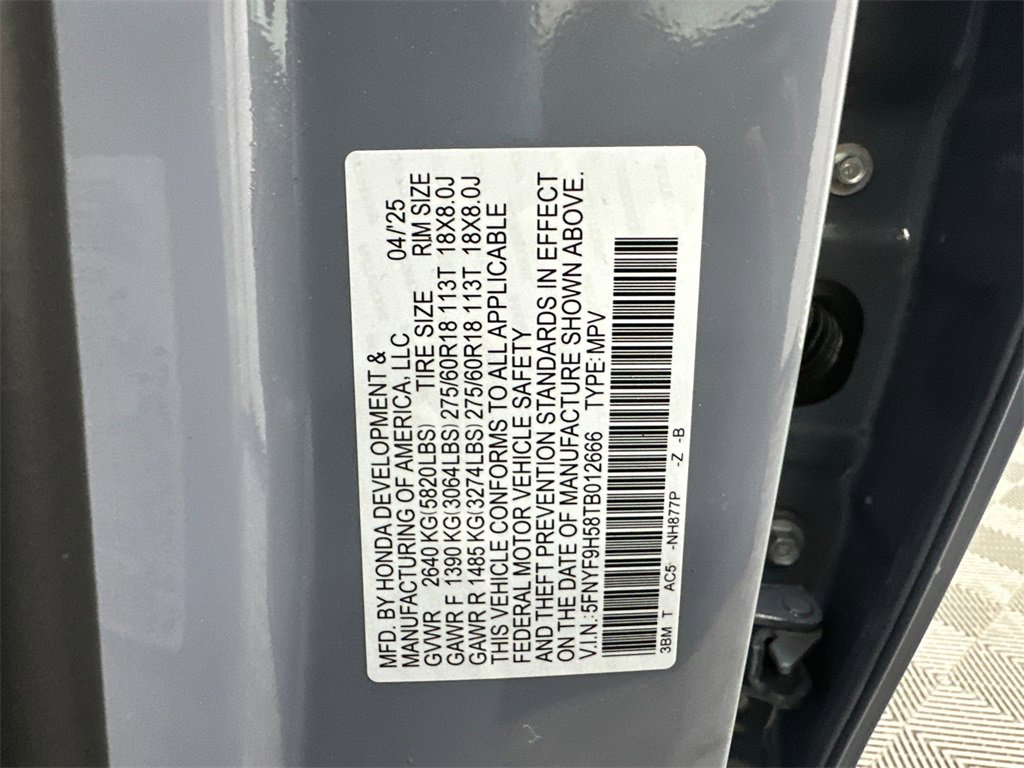 MFD. BY HONDA DEVELOPMENT &
MANUFACTURING OF AMERICA, LLC 04/'25
GVWR 2640 KG(5820LBS) TIRE SIZE RIM SIZE
GAWR F 1390 KG(3064LBS) 275/60R18 113T 18X8.0J
GAWR R 1485 KG(3274LBS) 275/60R18 113T 18X8.0J
THIS VEHICLE CONFORMS TO ALL APPLICABLE
FEDERAL MOTOR VEHICLE SAFETY
AND THEFT PREVENTION STANDARDS IN EFFECT
ON THE DATE OF MANUFACTURE SHOWN ABOVE.
V.I.N.:5FNYF9H58TB012666 TYPE:MPV
3BM T AC5 -NH877P -Z -B